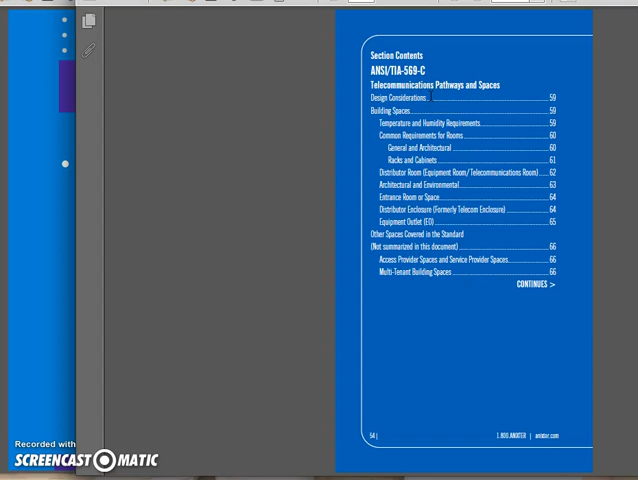 Section Contents
ANSI/TIA-569-C
Telecommunications Pathways and Spaces
Design Considerations 59
Building Spaces 59
Temperature and Humidity Requirements 59
Common Requirements for Rooms 60
General and Architectural 60
Racks and Cabinets 61
Distributor Room (Equipment Room/Telecommunications Room) 62
Architectural and Environmental 63
Entrance Room or Space 64
Distributor Enclosure (Formerly Telecom Enclosure) 64
Equipment Outlet (EO) 65
Other Spaces Covered in the Standard
(Not summarized in this document) 66
Access Provider Spaces and Service Provider Spaces 66
Multi-Tenant Building Spaces 66
CONTINUES >
54 | 1.800.ANIXTER | anixter.com
Recorded with
SCREENCAST-O-MATIC